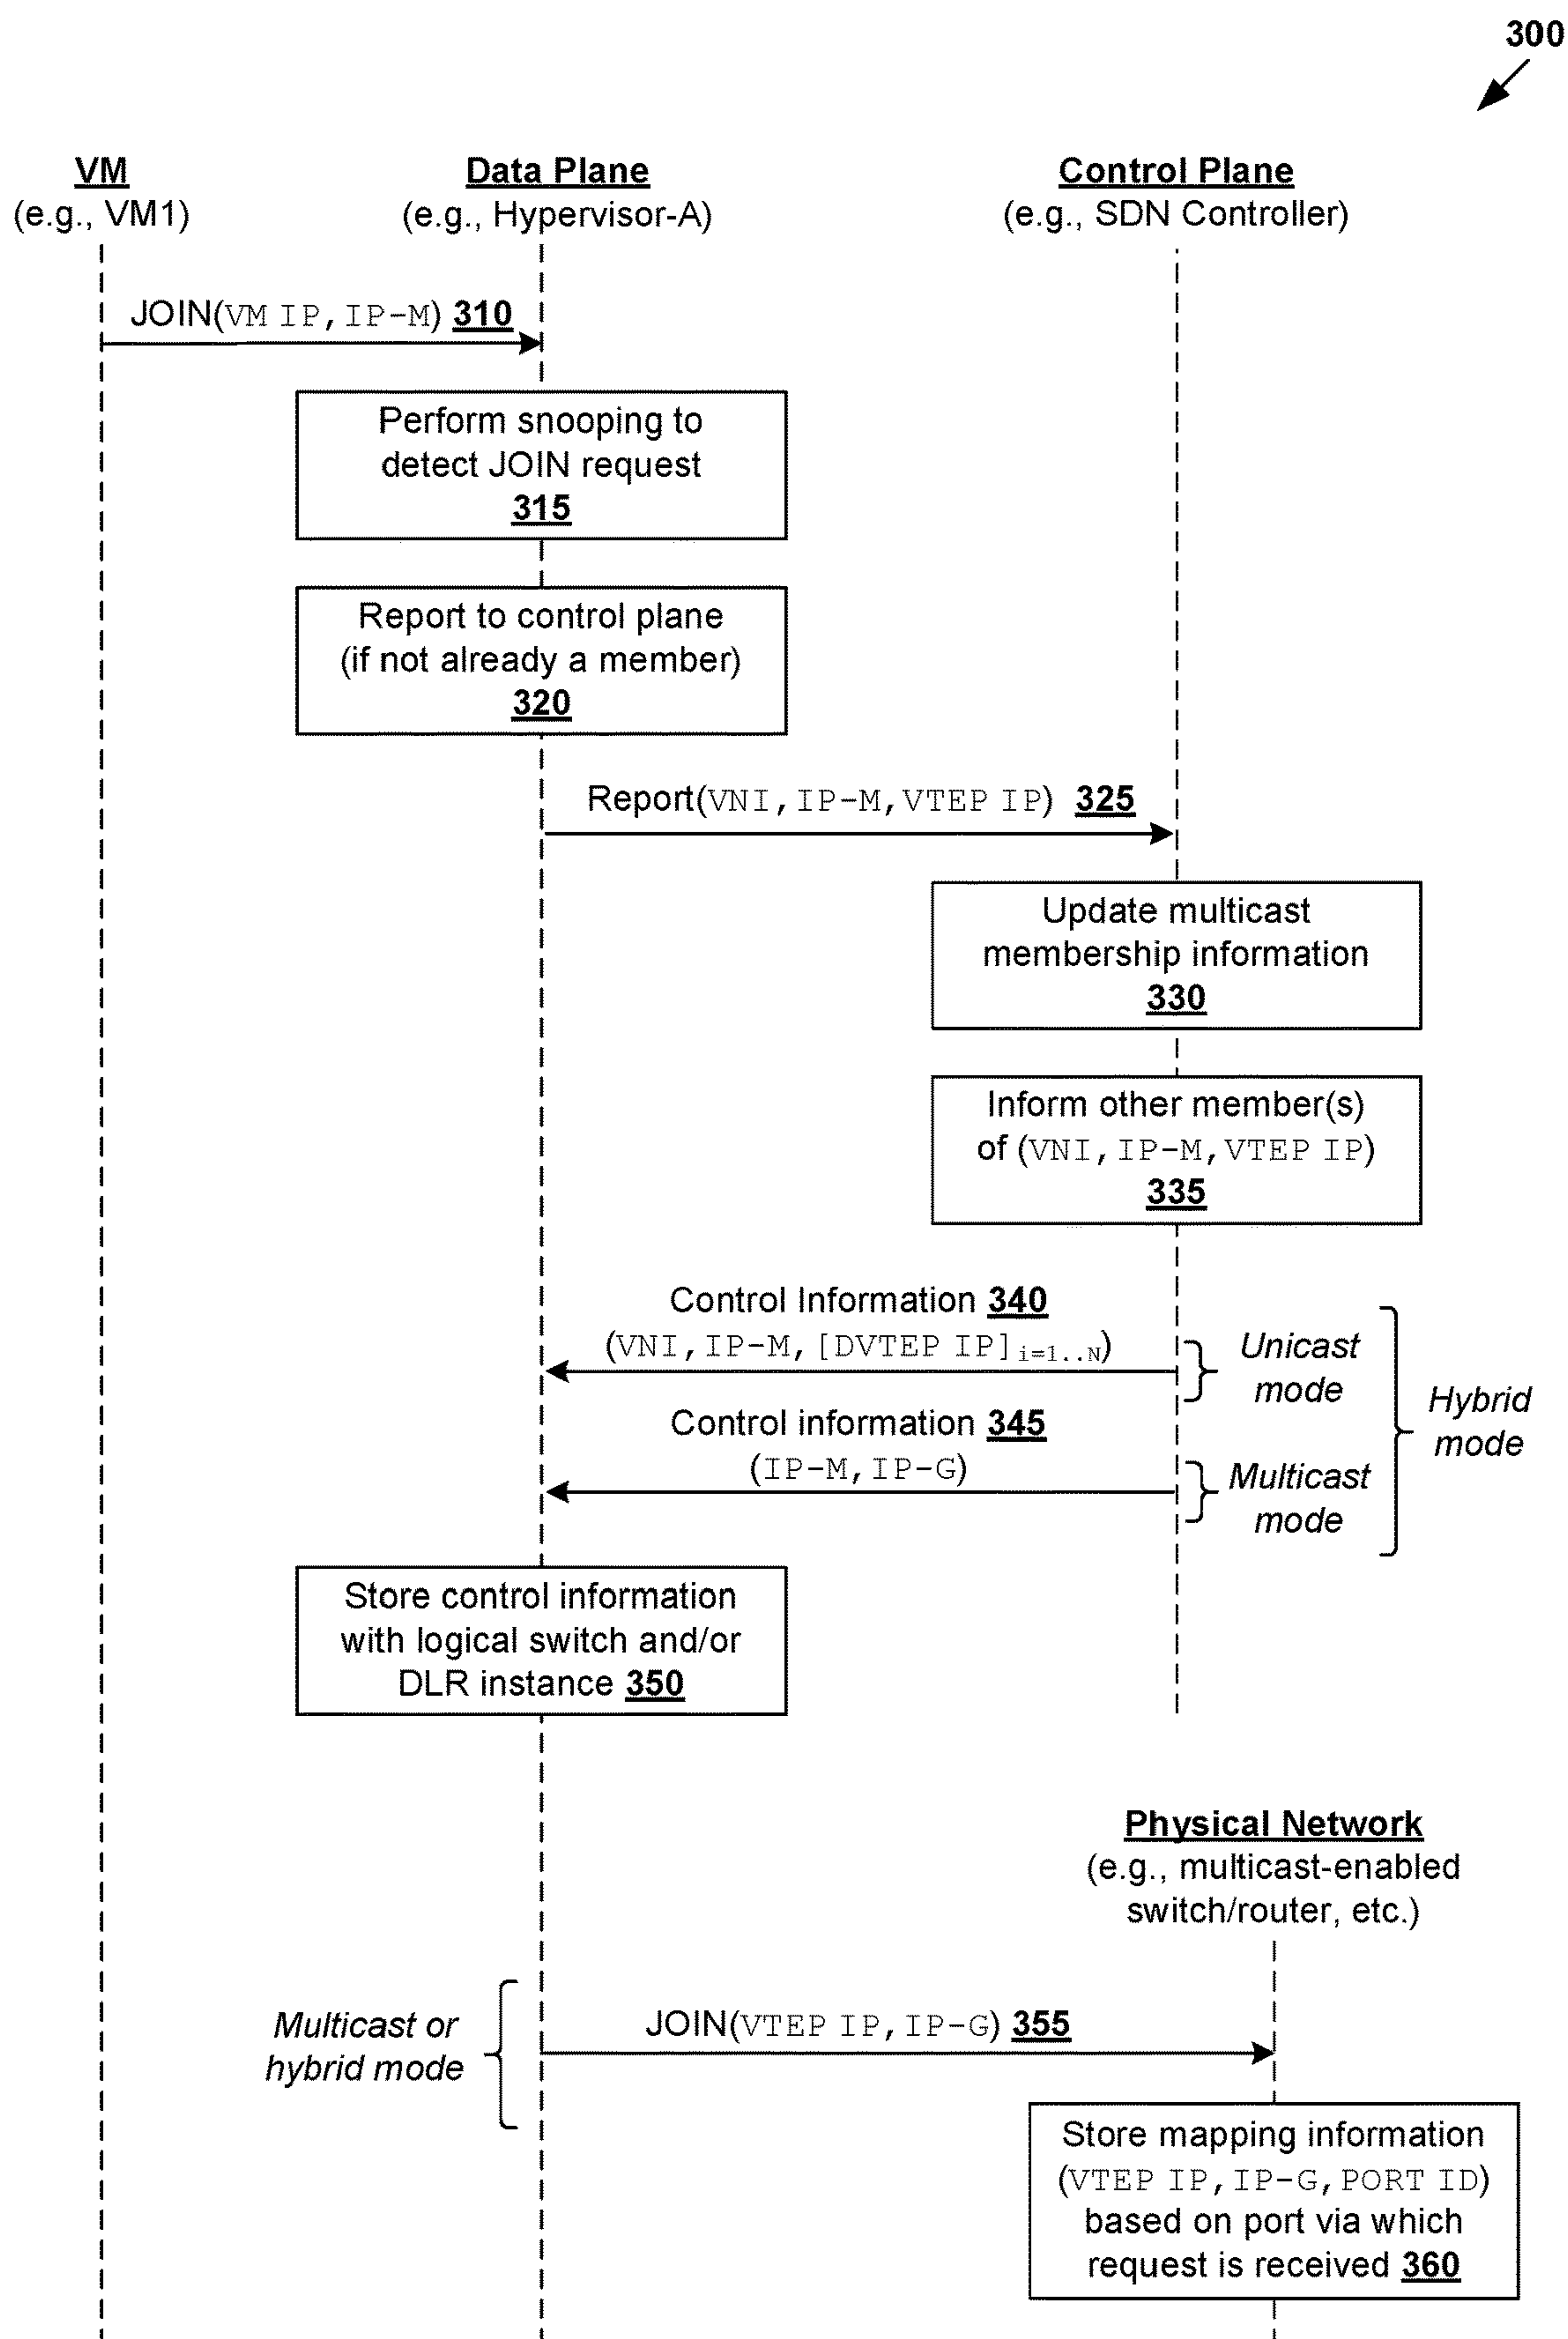 300
VM
(e.g., VM1)
Data Plane
(e.g., Hypervisor-A)
Control Plane
(e.g., SDN Controller)
JOIN(VM IP, IP-M) 310
Perform snooping to
detect JOIN request
315
Report to control plane
(if not already a member)
320
Report(VNI, IP-M, VTEP IP) 325
Update multicast
membership information
330
Inform other member(s)
of (VNI, IP-M, VTEP IP)
335
Control Information 340
(VNI, IP-M, [DVTEP IP]i=1..N)
Unicast
mode
Hybrid
mode
Control information 345
(IP-M, IP-G)
Multicast
mode
Store control information
with logical switch and/or
DLR instance 350
Physical Network
(e.g., multicast-enabled
switch/router, etc.)
Multicast or
hybrid mode
JOIN(VTEP IP, IP-G) 355
Store mapping information
(VTEP IP, IP-G, PORT ID)
based on port via which
request is received 360